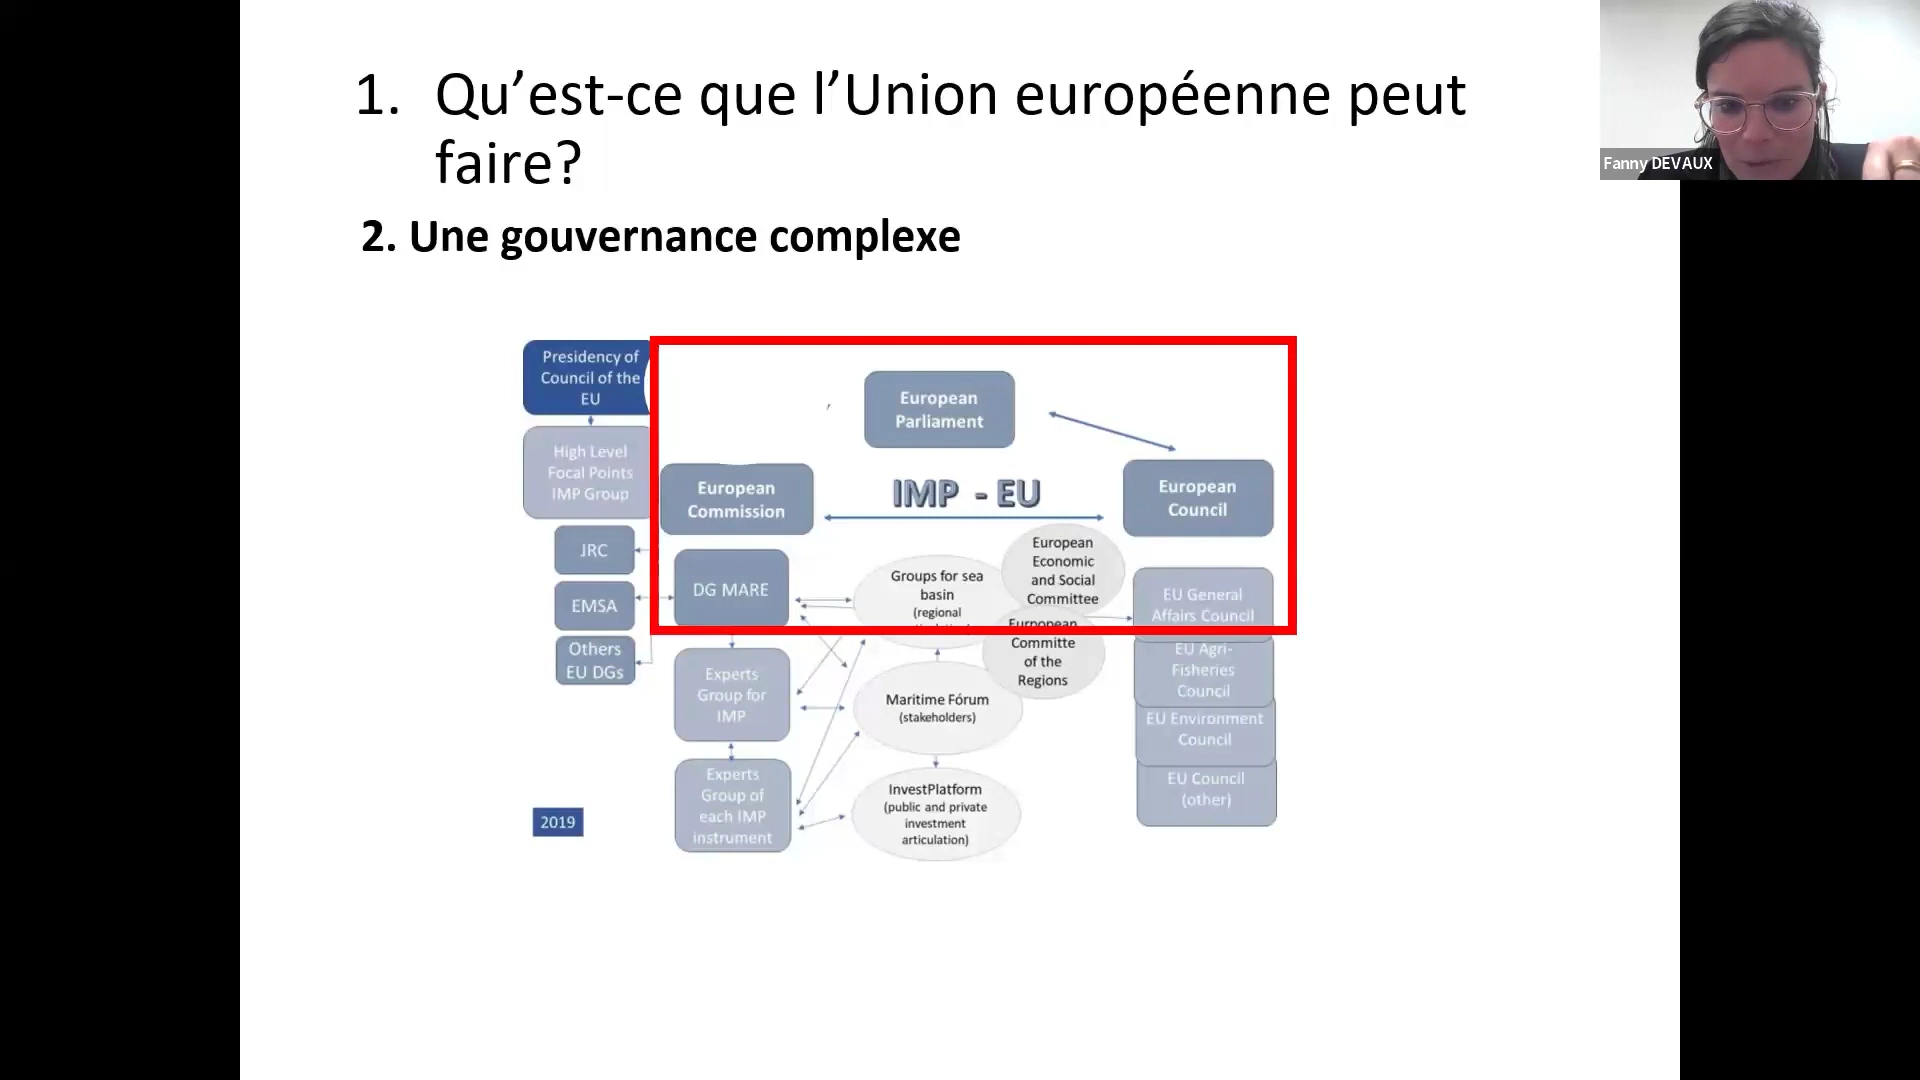 1. Qu’est-ce que l’Union européenne peut
faire?
2. Une gouvernance complexe
Fanny DEVAUX
Presidency of
Council of the
EU
High Level
Focal Points
IMP Group
JRC
EMSA
Others
EU DGs
2019
European
Parliament
European
Commission
IMP - EU
European
Council
DG MARE
Experts
Group for
IMP
Experts
Group of
each IMP
instrument
Groups for sea
basin
(regional
European
Economic
and Social
Committee
European
Committe
of the
Regions
Maritime Fórum
(stakeholders)
InvestPlatform
(public and private
investment
articulation)
EU General
Affairs Council
EU Agri-
Fisheries
Council
EU Environment
Council
EU Council
(other)